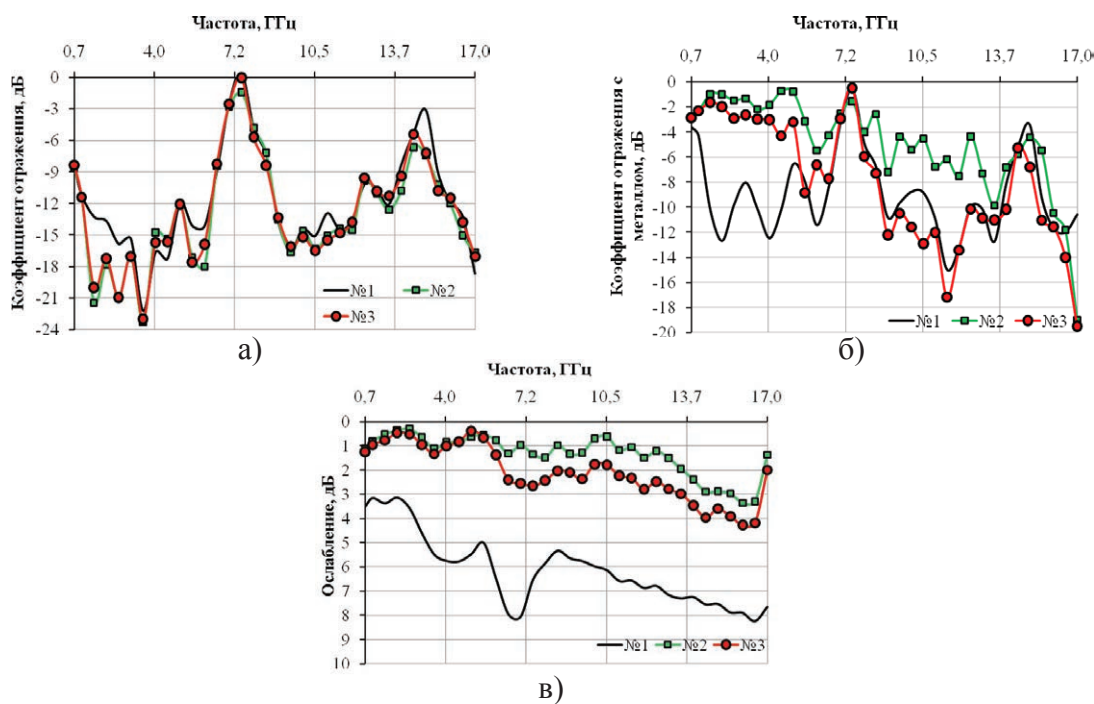 Частота, ГГц
0,7 4,0 7,2 10,5 13,7 17,0
Коэффициент отражения, дБ
0
-3
-6
-9
-12
-15
-18
-21
-24
№1 №2
№3
а)
Частота, ГГц
0,7 4,0 7,2 10,5 13,7 17,0
Коэффициент отражения с
металлом, дБ
0
-2
-4
-6
-8
-10
-12
-14
-16
-18
-20
№1 №2 №3
б)
Частота, ГГц
0,7 4,0 7,2 10,5 13,7 17,0
Ослабление, дБ
0
1
2
3
4
5
6
7
8
9
10
№1 №2 №3
в)